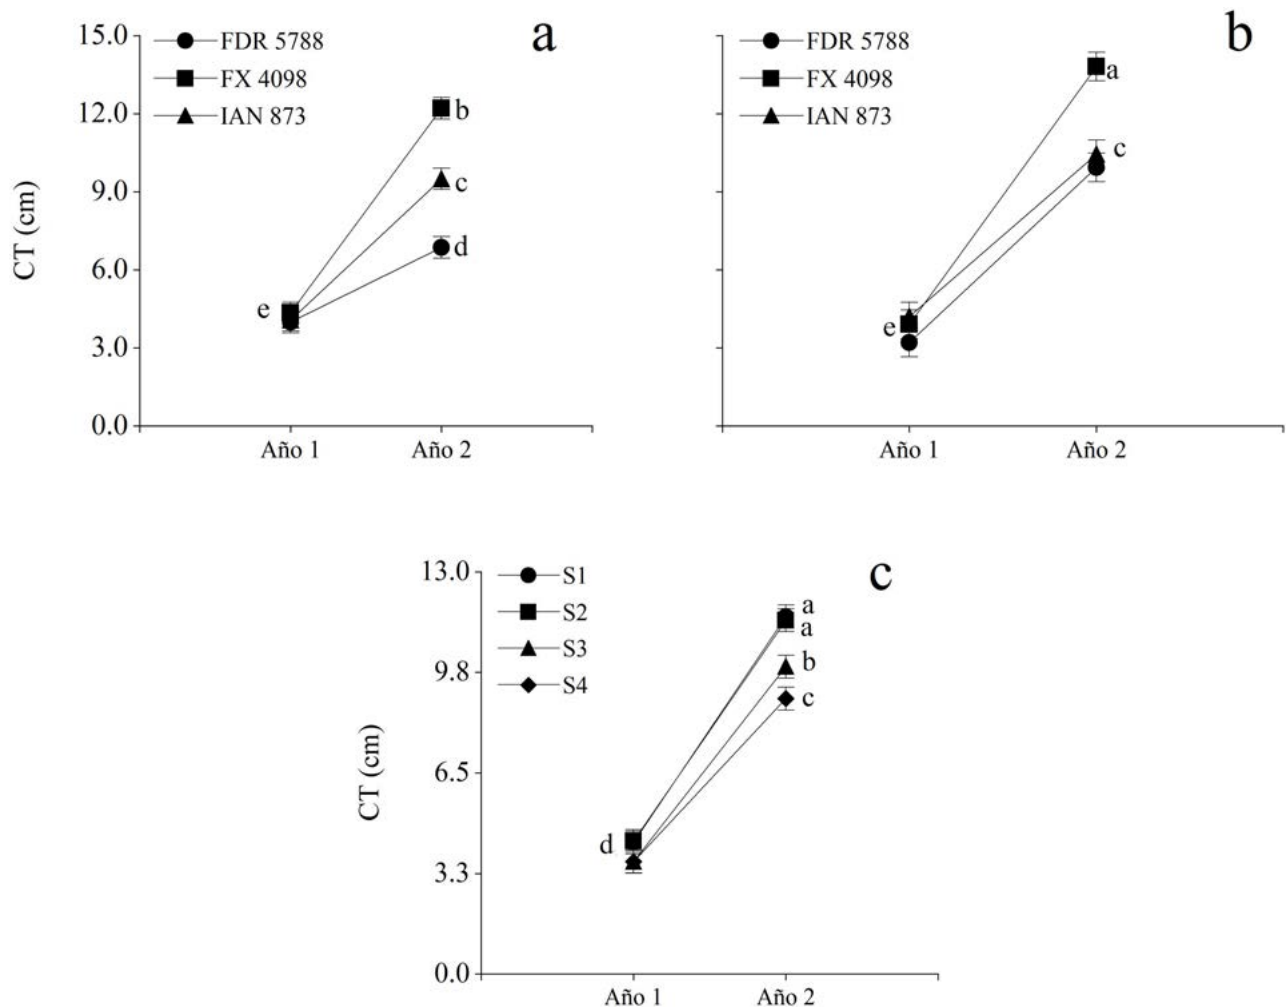 a
FDR 5788
FX 4098
IAN 873
15.0
12.0
9.0
6.0
3.0
0.0
CT (cm)
b
c
d
e
Año 1 Año 2
b
FDR 5788
FX 4098
IAN 873
a
c
e
Año 1 Año 2
c
S1
S2
S3
S4
13.0
9.8
6.5
3.3
0.0
CT (cm)
a
a
b
c
d
Año 1 Año 2